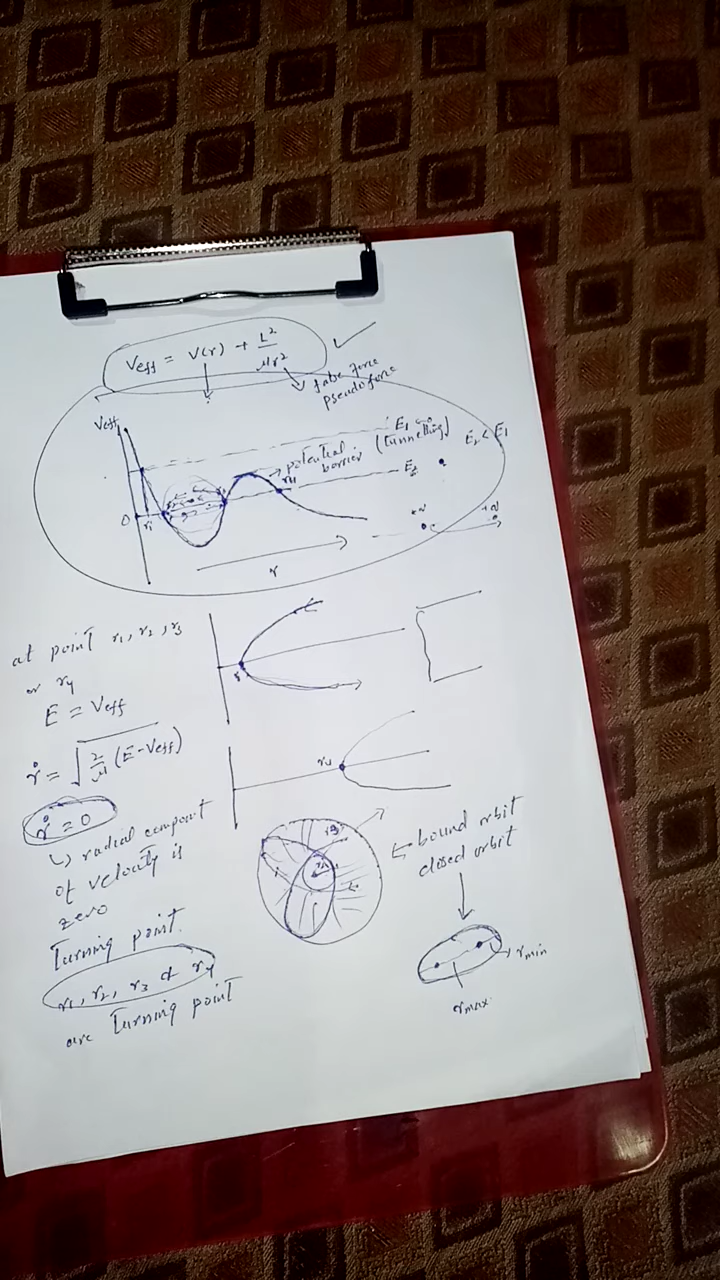 Veff = V(r) + L²/μr²
false force
pseudo force
Veff
E₁
potential barrier (tunnelling)
E₂ < E₁
E₂
r₄
0
r₁
r
at point r₁, r₂, r₃
or r₄
E = Veff
ṙ = √2/μ (E - Veff)
ṙ = 0
r₄
↳ radial component
of velocity is
zero
← bound orbit
closed orbit
Turning point.
r₁, r₂, r₃ & r₄
are Turning point
rmin
rmax